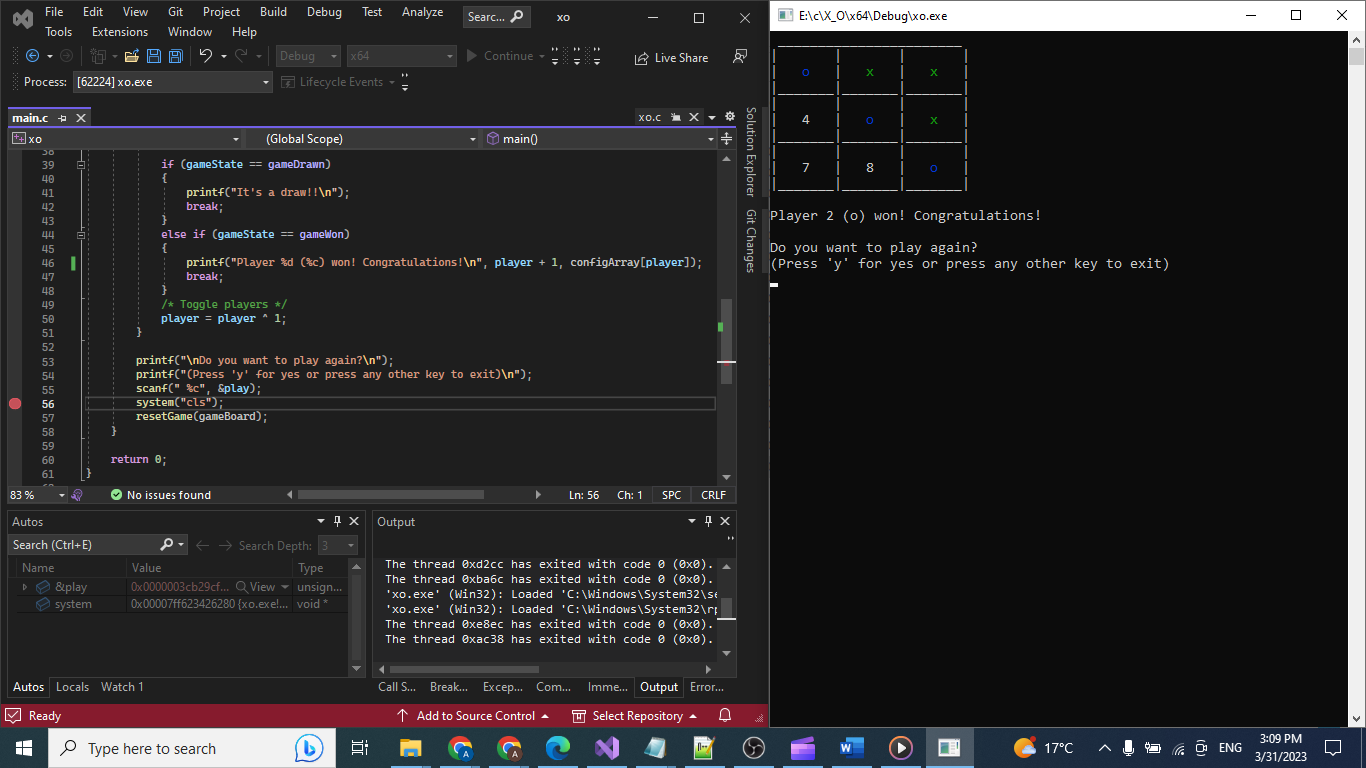 File Edit View Git Project Build Debug Test Analyze Searc... xo
Tools Extensions Window Help
Debug x64 Continue Live Share
Process: [62224] xo.exe Lifecycle Events
main.c xo.c
xo (Global Scope) main()
38
39 if (gameState == gameDrawn)
40 {
41 printf("It's a draw!!\n");
42 break;
43 }
44 else if (gameState == gameWon)
45 {
46 printf("Player %d (%c) won! Congratulations!\n", player + 1, configArray[player]);
47 break;
48 }
49 /* Toggle players */
50 player = player ^ 1;
51 }
52
53 printf("\nDo you want to play again?\n");
54 printf("(Press 'y' for yes or press any other key to exit)\n");
55 scanf(" %c", &play);
56 system("cls");
57 resetGame(gameBoard);
58 }
59
60 return 0;
61 }
83 % No issues found Ln: 56 Ch: 1 SPC CRLF
Solution Explorer
Git Changes
Autos
Search (Ctrl+E) Search Depth: 3
Name Value Type
&play 0x0000003cb29cf... View unsign...
system 0x00007ff623426280 {xo.exe!... void *
Autos Locals Watch 1
Output
The thread 0xd2cc has exited with code 0 (0x0).
The thread 0xba6c has exited with code 0 (0x0).
'xo.exe' (Win32): Loaded 'C:\Windows\System32\se
'xo.exe' (Win32): Loaded 'C:\Windows\System32\rp
The thread 0xe8ec has exited with code 0 (0x0).
The thread 0xac38 has exited with code 0 (0x0).
Call S... Break... Excep... Com... Imme... Output Error...
Ready Add to Source Control Select Repository
E:\c\X_O\x64\Debug\xo.exe
o x x
4 o x
7 8 o
Player 2 (o) won! Congratulations!
Do you want to play again?
(Press 'y' for yes or press any other key to exit)
Type here to search 17°C ENG 3:09 PM
3/31/2023